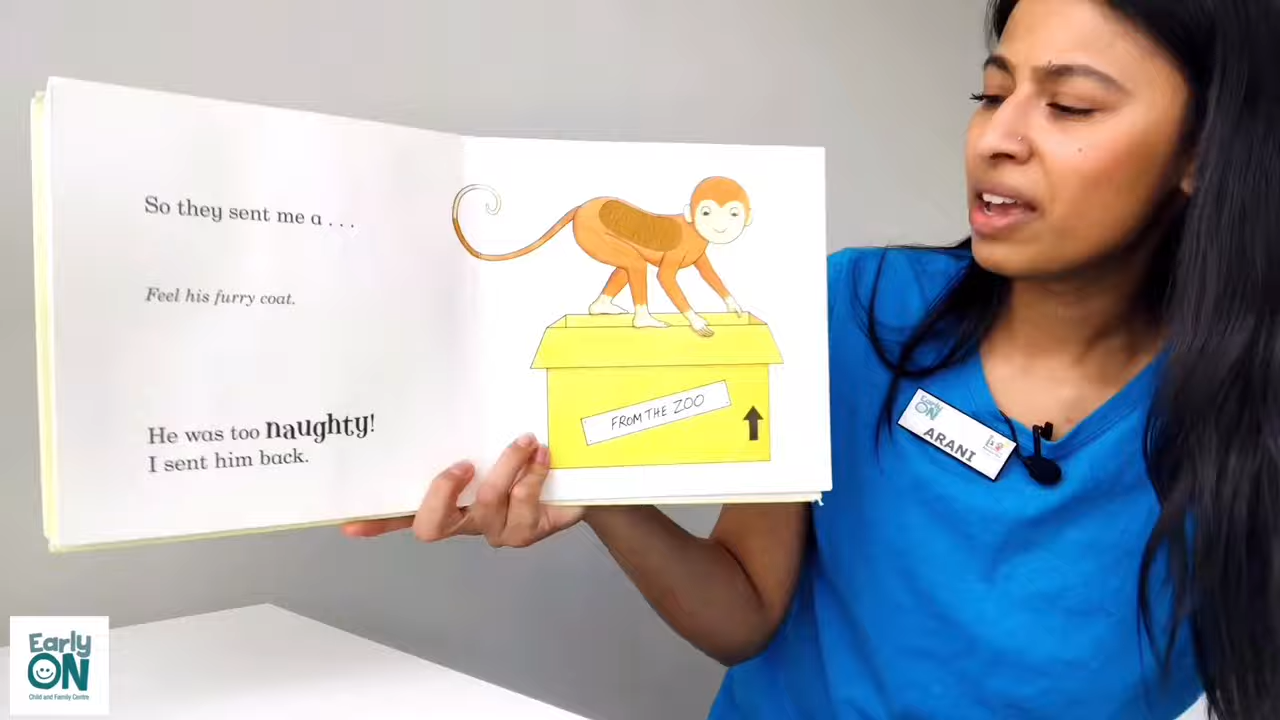 So they sent me a . . .
Feel his furry coat.
He was too naughty!
I sent him back.
FROM THE ZOO
Early
ON
ARANI
Early
ON
Child and Family Centre